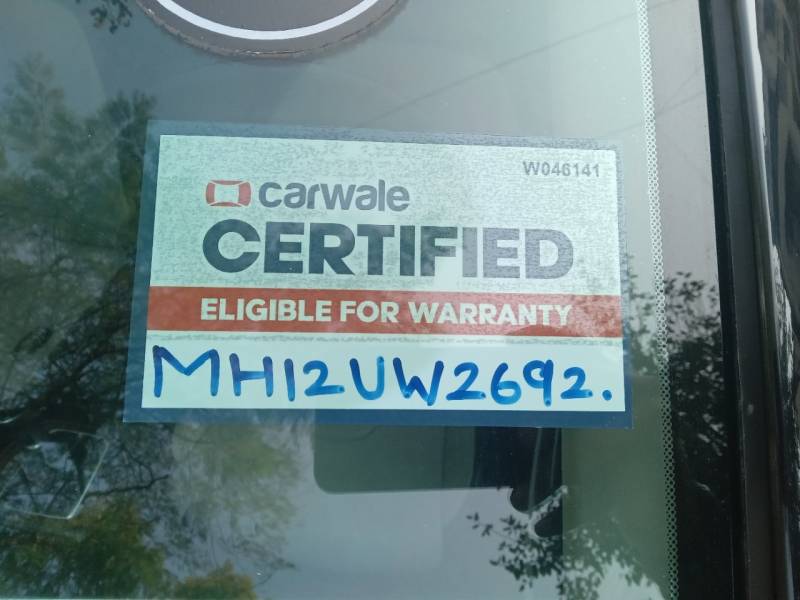 W046141
carwale
CERTIFIED
ELIGIBLE FOR WARRANTY
MH12UW2692.